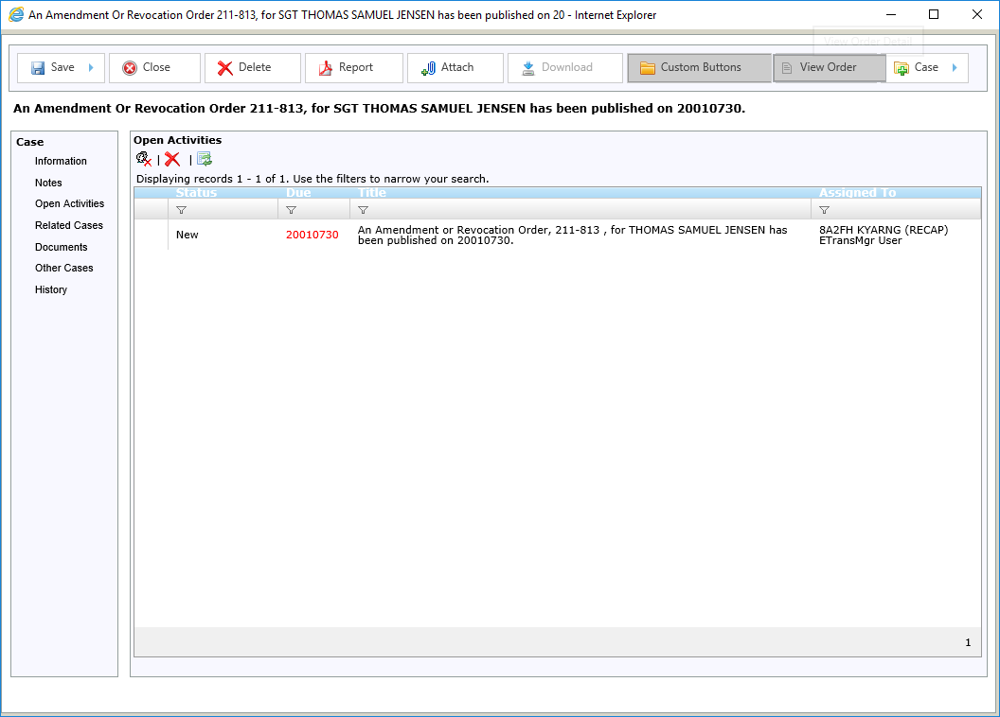 An Amendment Or Revocation Order 211-813, for SGT THOMAS SAMUEL JENSEN has been published on 20 - Internet Explorer
View Order Detail
Save
Close
Delete
Report
Attach
Download
Custom Buttons
View Order
Case
An Amendment Or Revocation Order 211-813, for SGT THOMAS SAMUEL JENSEN has been published on 20010730.
Case
Information
Notes
Open Activities
Related Cases
Documents
Other Cases
History
Open Activities
| |
Displaying records 1 - 1 of 1. Use the filters to narrow your search.
Status Due Title Assigned To
New 20010730 An Amendment or Revocation Order, 211-813 , for THOMAS SAMUEL JENSEN has 8A2FH KYARNG (RECAP)
been published on 20010730. ETransMgr User
1